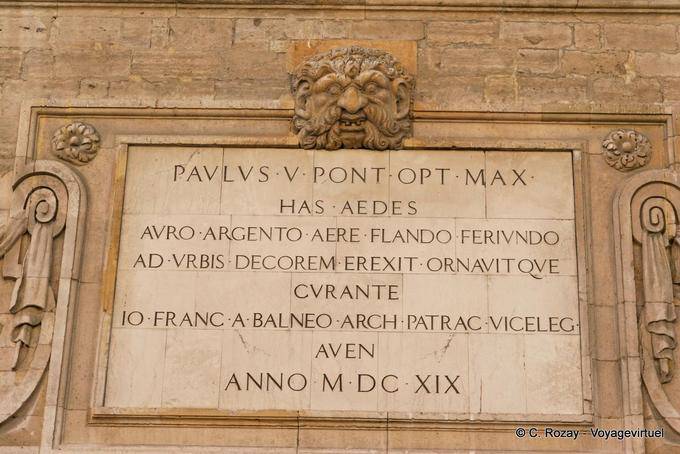 PAVLVS · V · PONT · OPT · MAX ·
HAS · AEDES
AVRO · ARGENTO · AERE · FLANDO · FERIVNDO
AD · VRBIS · DECOREM · EREXIT · ORNAVITQVE
CVRANTE
IO · FRANC · A · BALNEO · ARCH · PATRAC · VICELEG ·
AVEN
ANNO · M · DC · XIX
© C. Rozay - Voyagevirtuel